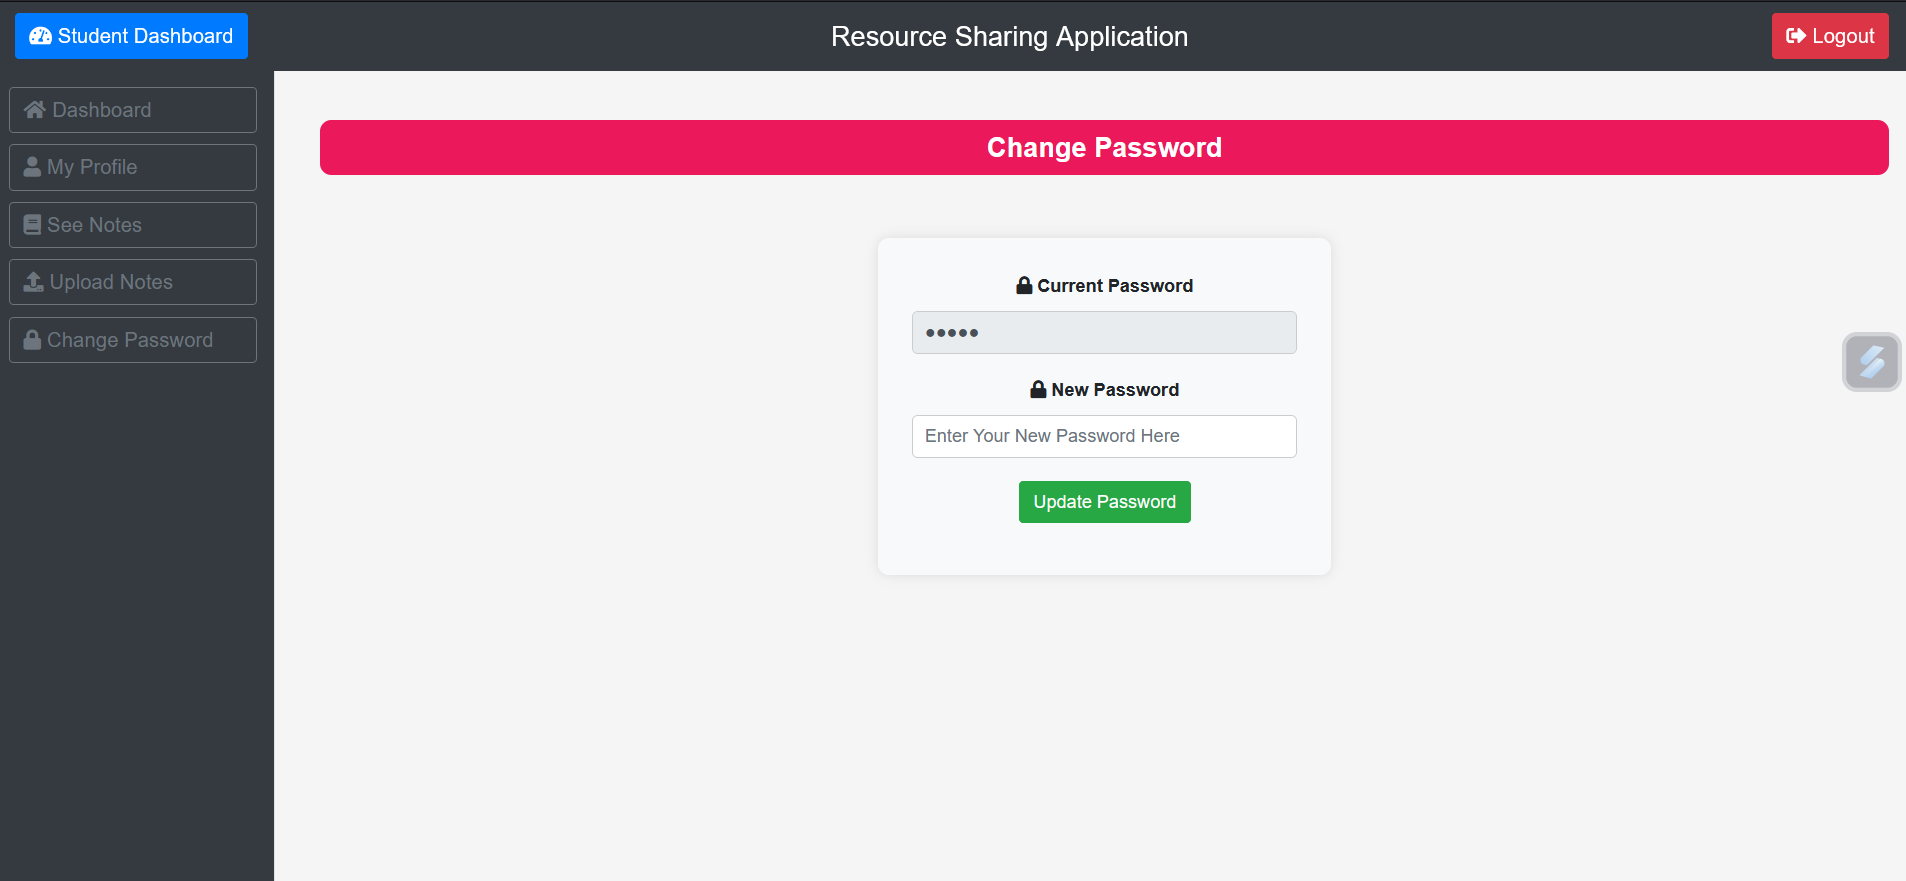 Student Dashboard
Resource Sharing Application
Logout
Dashboard
My Profile
See Notes
Upload Notes
Change Password
Change Password
Current Password
•••••
New Password
Enter Your New Password Here
Update Password